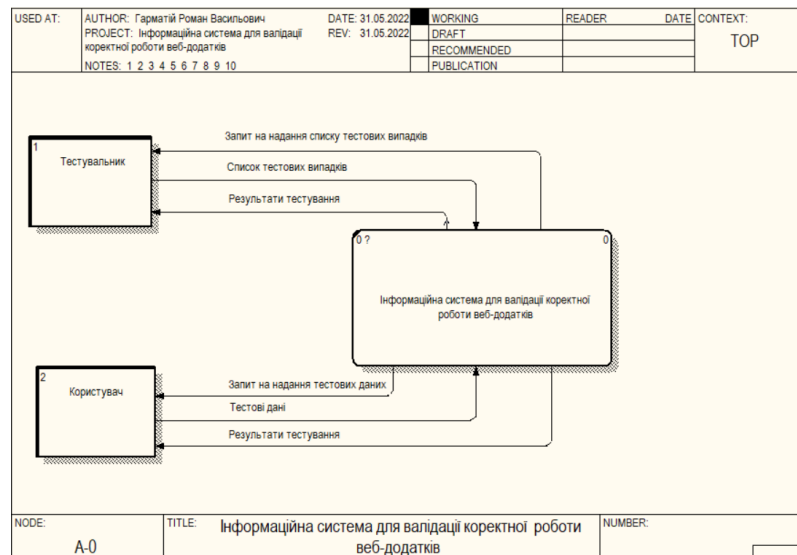 USED AT:
AUTHOR: Гарматій Роман Васильович
DATE: 31.05.2022
WORKING
READER
DATE
CONTEXT:
PROJECT: Інформаційна система для валідації
REV: 31.05.2022
DRAFT
TOP
коректної роботи веб-додатків
RECOMMENDED
NOTES: 1 2 3 4 5 6 7 8 9 10
PUBLICATION
Запит на надання списку тестових випадків
1
Тестувальник
Список тестових випадків
Результати тестування
0 ?
0
Інформаційна система для валідації коректної
роботи веб-додатків
2
Користувач
Запит на надання тестових даних
Тестові дані
Результати тестування
NODE:
TITLE:
Інформаційна система для валідації коректної роботи
NUMBER:
A-0
веб-додатків